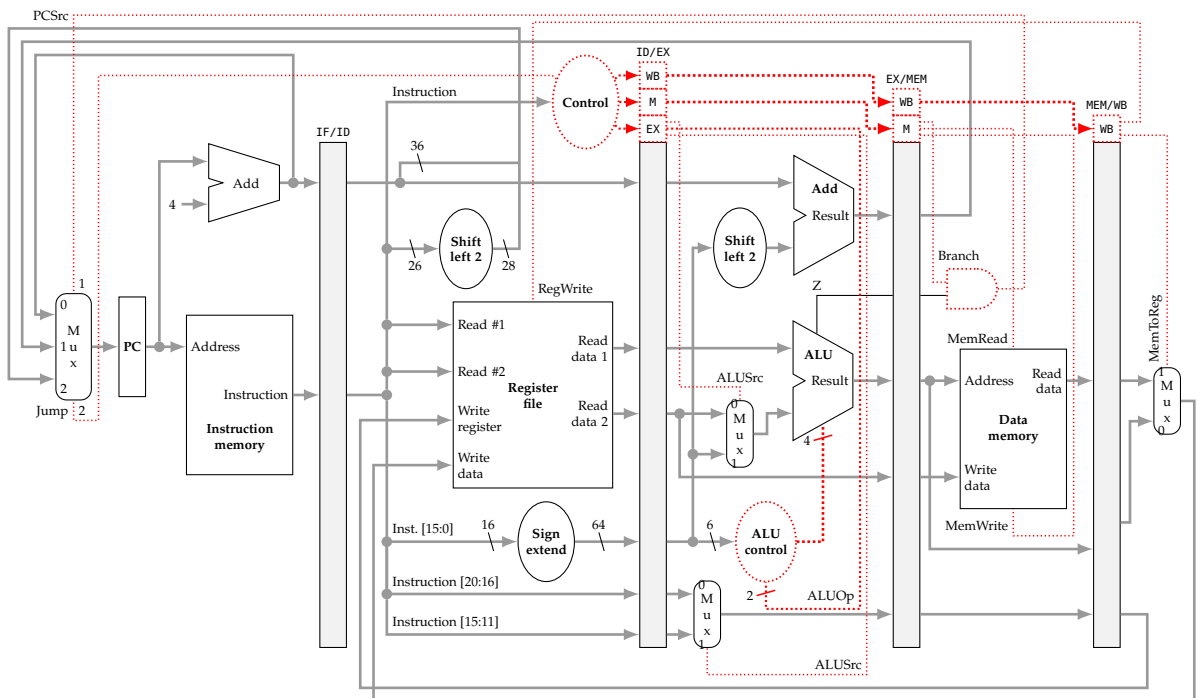 PCSrc
ID/EX
WB
M
EX
EX/MEM
WB
M
MEM/WB
WB
Control
Instruction
IF/ID
36
Add
4
Add
Result
Shift
left 2
26
28
Shift
left 2
Branch
Z
1
0
M
1 u
x
2
Jump
2
PC
Address
Instruction
Instruction
memory
RegWrite
Read #1
Read #2
Write
register
Write
data
Read
data 1
Read
data 2
Register
file
ALU
Result
4
ALUSrc
0
M
u
x
1
MemRead
Address
Read
data
Data
memory
Write
data
MemWrite
MemToReg
1
M
u
x
0
Inst. [15:0]
16
Sign
extend
64
6
ALU
control
2
ALUOp
Instruction [20:16]
Instruction [15:11]
0
M
u
x
1
ALUSrc